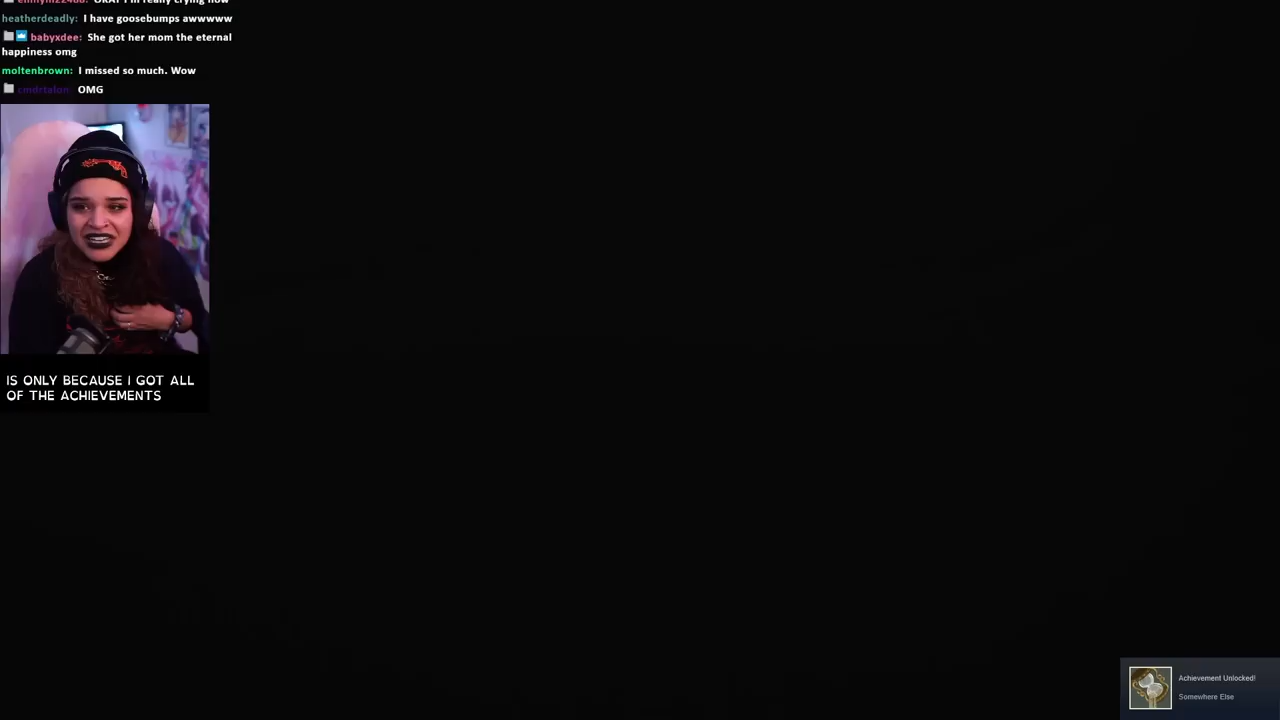 heatherdeadly: I have goosebumps awwwww
babyxdee: She got her mom the eternal
happiness omg
moltenbrown: I missed so much. Wow
cmdrtalon: OMG
IS ONLY BECAUSE I GOT ALL
OF THE ACHIEVEMENTS
Achievement Unlocked!
Somewhere Else